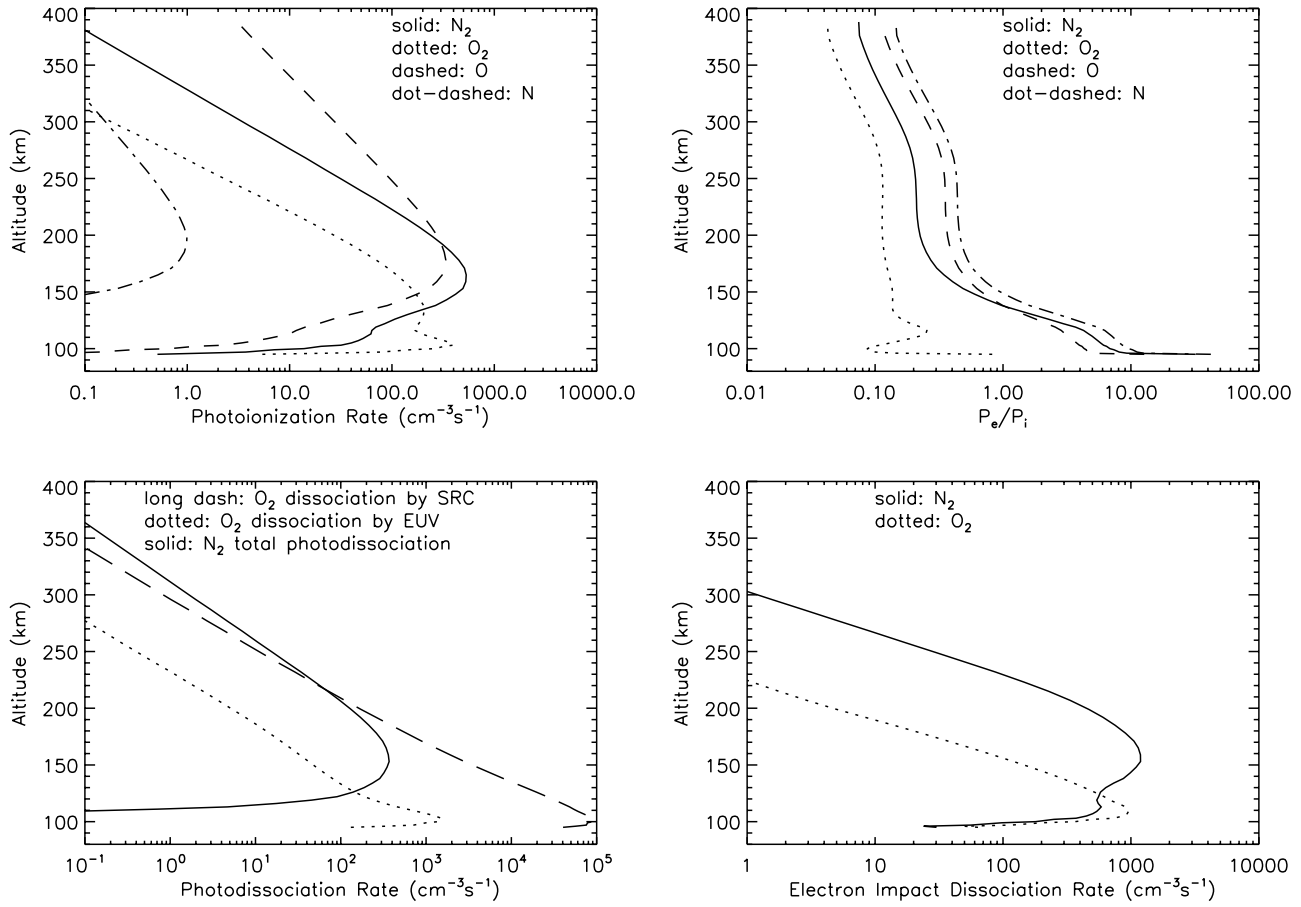 400
350
300
250
200
150
100
Altitude (km)
solid: N2
dotted: O2
dashed: O
dot-dashed: N
0.1 1.0 10.0 100.0 1000.0 10000.0
Photoionization Rate (cm⁻³s⁻¹)
400
350
300
250
200
150
100
Altitude (km)
solid: N2
dotted: O2
dashed: O
dot-dashed: N
0.01 0.10 1.00 10.00 100.00
Pe/Pi
400
350
300
250
200
150
100
Altitude (km)
long dash: O2 dissociation by SRC
dotted: O2 dissociation by EUV
solid: N2 total photodissociation
10⁻¹ 10⁰ 10¹ 10² 10³ 10⁴ 10⁵
Photodissociation Rate (cm⁻³s⁻¹)
400
350
300
250
200
150
100
Altitude (km)
solid: N2
dotted: O2
1 10 100 1000 10000
Electron Impact Dissociation Rate (cm⁻³s⁻¹)